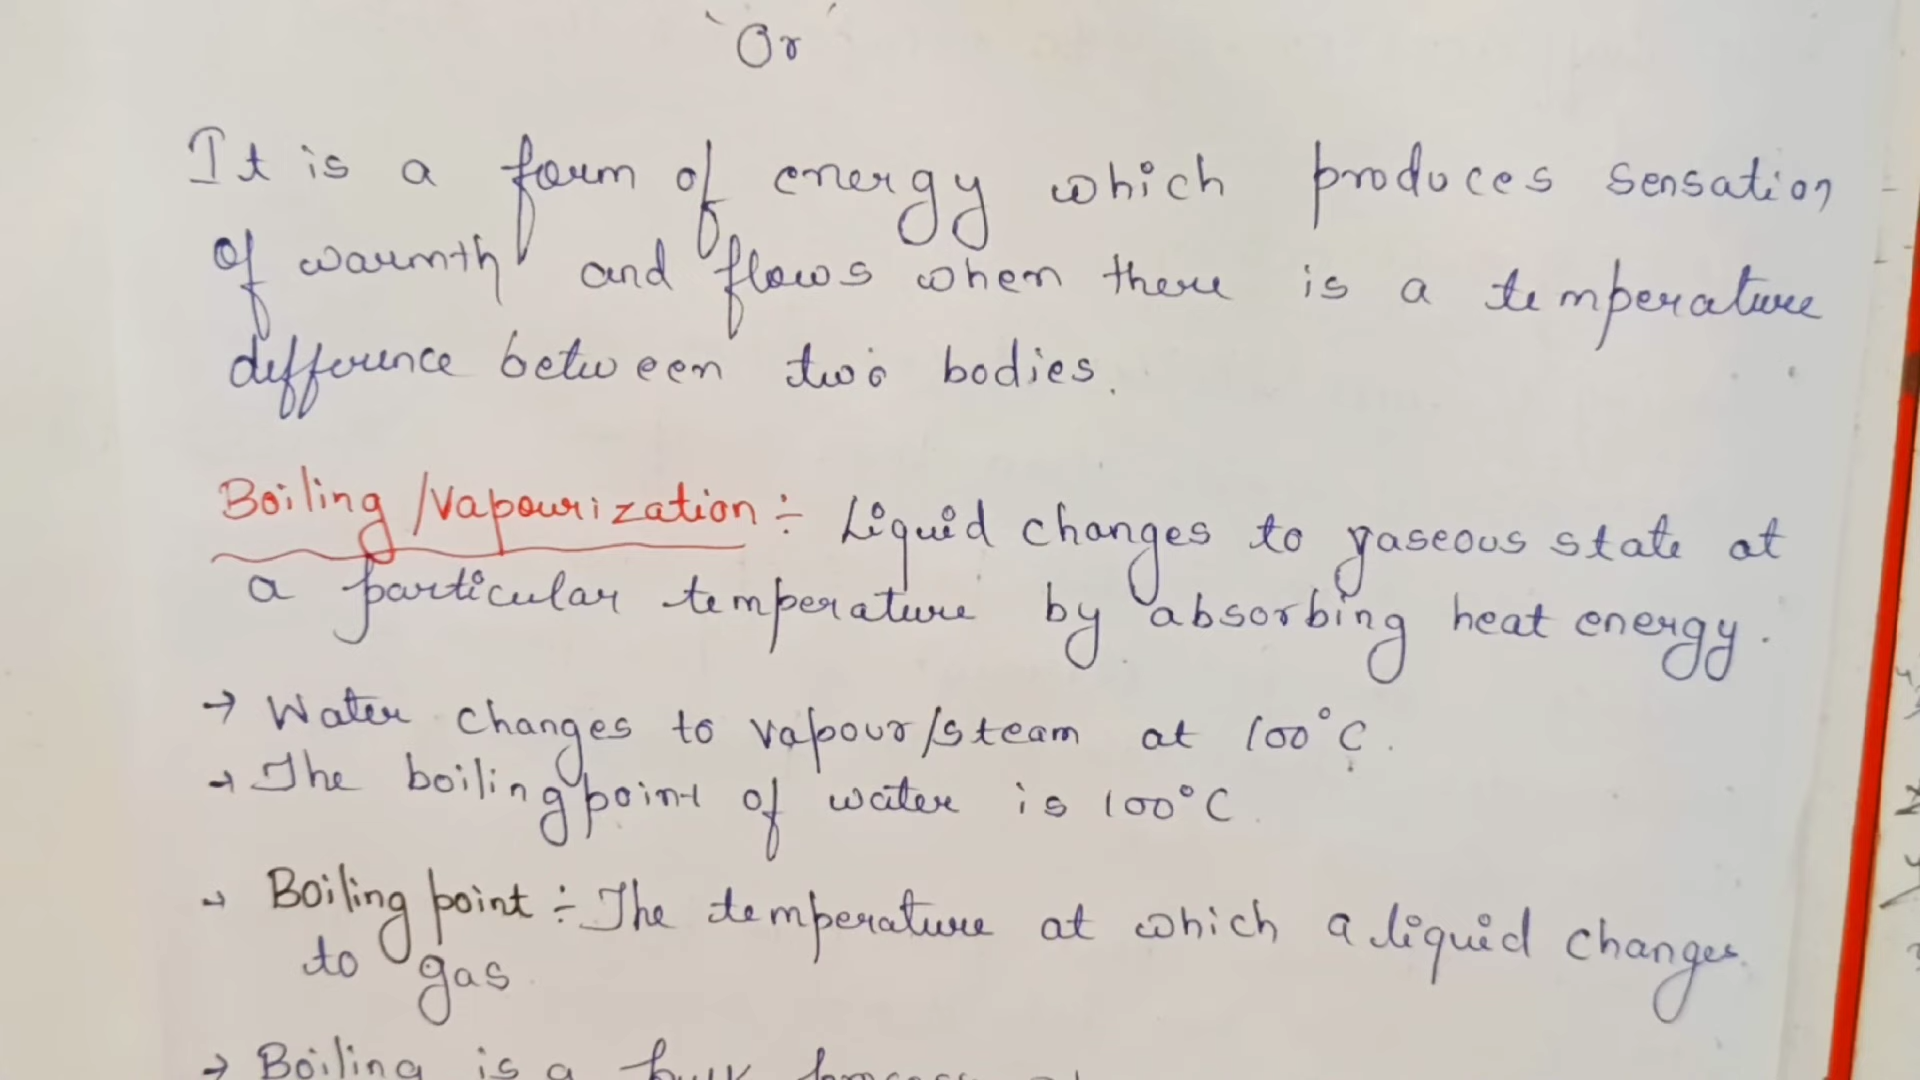 'Or'
It is a form of energy which produces sensation
of warmth and flows when there is a temperature
difference between two bodies.
Boiling/Vapourization ÷ Liquid changes to gaseous state at
a particular temperature by absorbing heat energy.
→ Water changes to vapour/steam at 100°C.
→ The boiling point of water is 100°C.
→ Boiling point ÷ The temperature at which a liquid changes
to gas.
→ Boiling is a